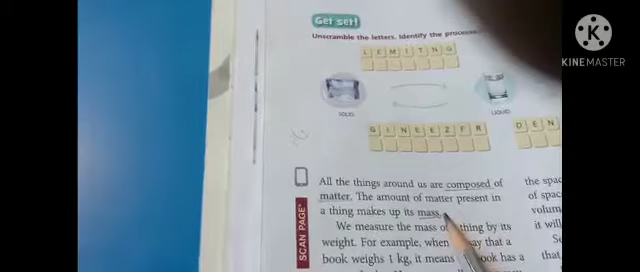 Get set!
Unscramble the letters. Identify the processes
L E M I T N G
SOLID
LIQUID
G I N E E Z F R
D E N
All the things around us are composed of
matter. The amount of matter present in
a thing makes up its mass.
We measure the mass of thing by its
weight. For example, when say that a
book weighs 1 kg, it means book has a
the spac
of spac
volum
it will
Se
that
SCAN PAGE
KINEMASTER